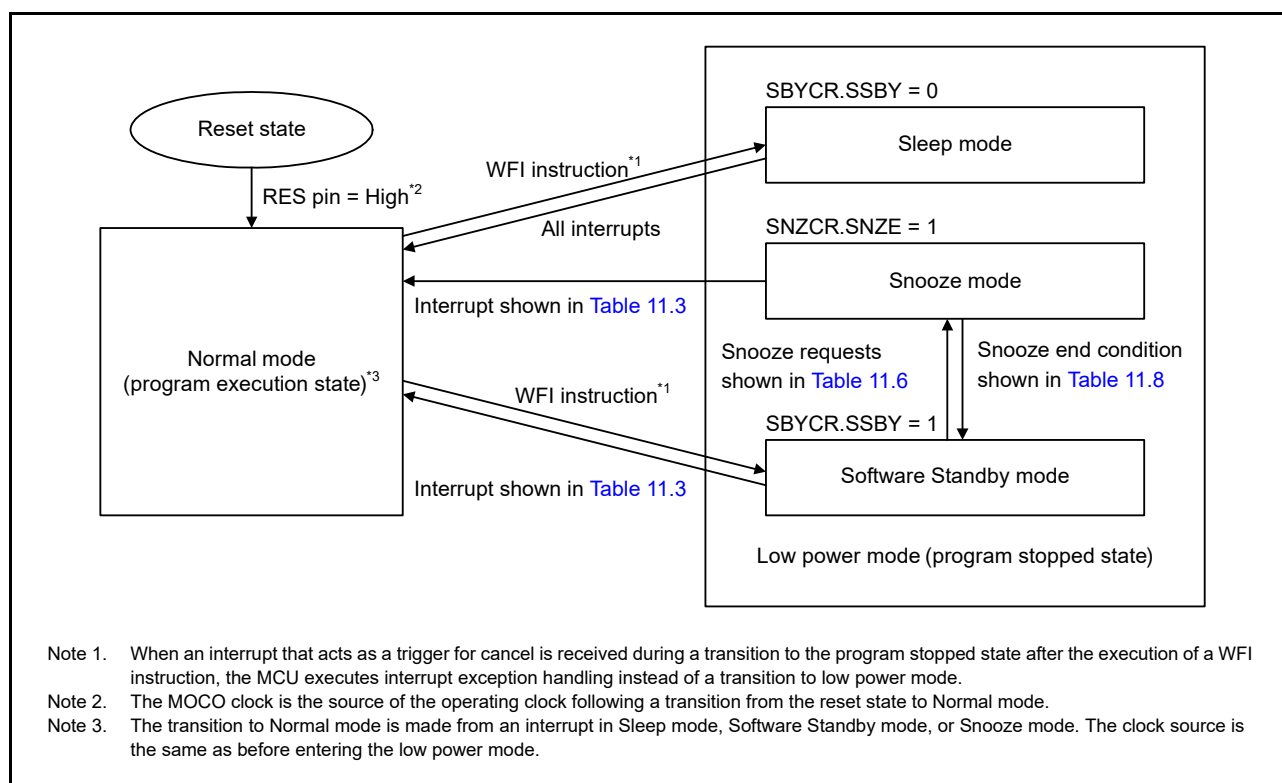 Reset state
RES pin = High*2
WFI instruction*1
All interrupts
SBYCR.SSBY = 0
Sleep mode
SNZCR.SNZE = 1
Snooze mode
Interrupt shown in Table 11.3
Normal mode
(program execution state)*3
Snooze requests
shown in Table 11.6
Snooze end condition
shown in Table 11.8
WFI instruction*1
SBYCR.SSBY = 1
Software Standby mode
Interrupt shown in Table 11.3
Low power mode (program stopped state)
Note 1. When an interrupt that acts as a trigger for cancel is received during a transition to the program stopped state after the execution of a WFI
instruction, the MCU executes interrupt exception handling instead of a transition to low power mode.
Note 2. The MOCO clock is the source of the operating clock following a transition from the reset state to Normal mode.
Note 3. The transition to Normal mode is made from an interrupt in Sleep mode, Software Standby mode, or Snooze mode. The clock source is
the same as before entering the low power mode.